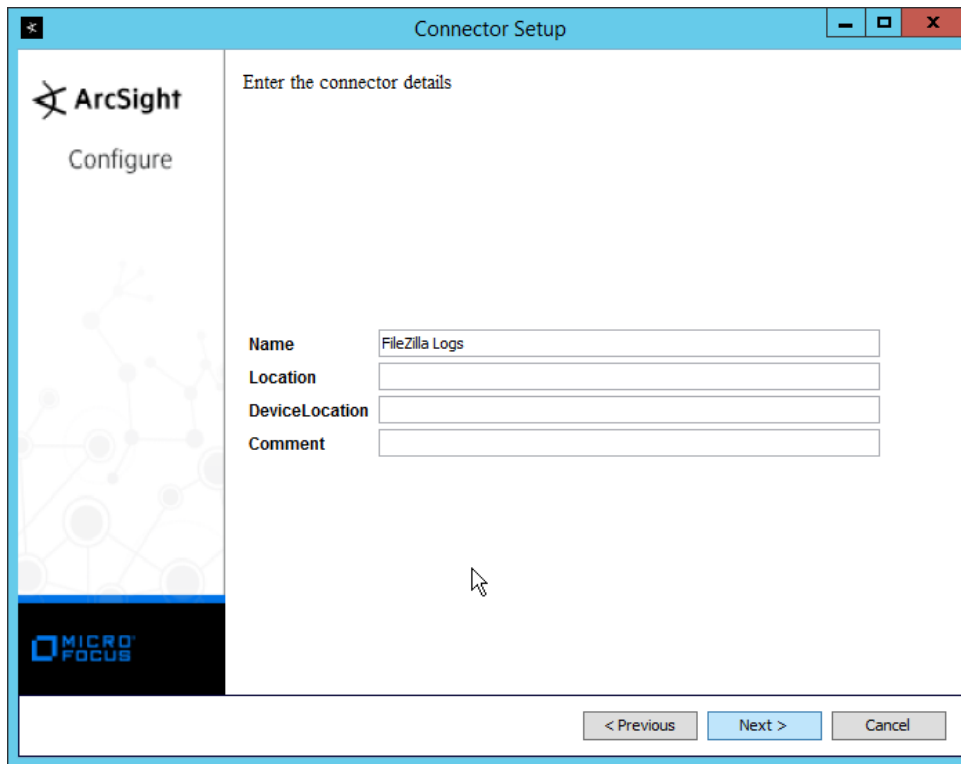 Connector Setup
X
ArcSight
Configure
Enter the connector details
Name FileZilla Logs
Location
DeviceLocation
Comment
MICRO
FOCUS
< Previous Next > Cancel